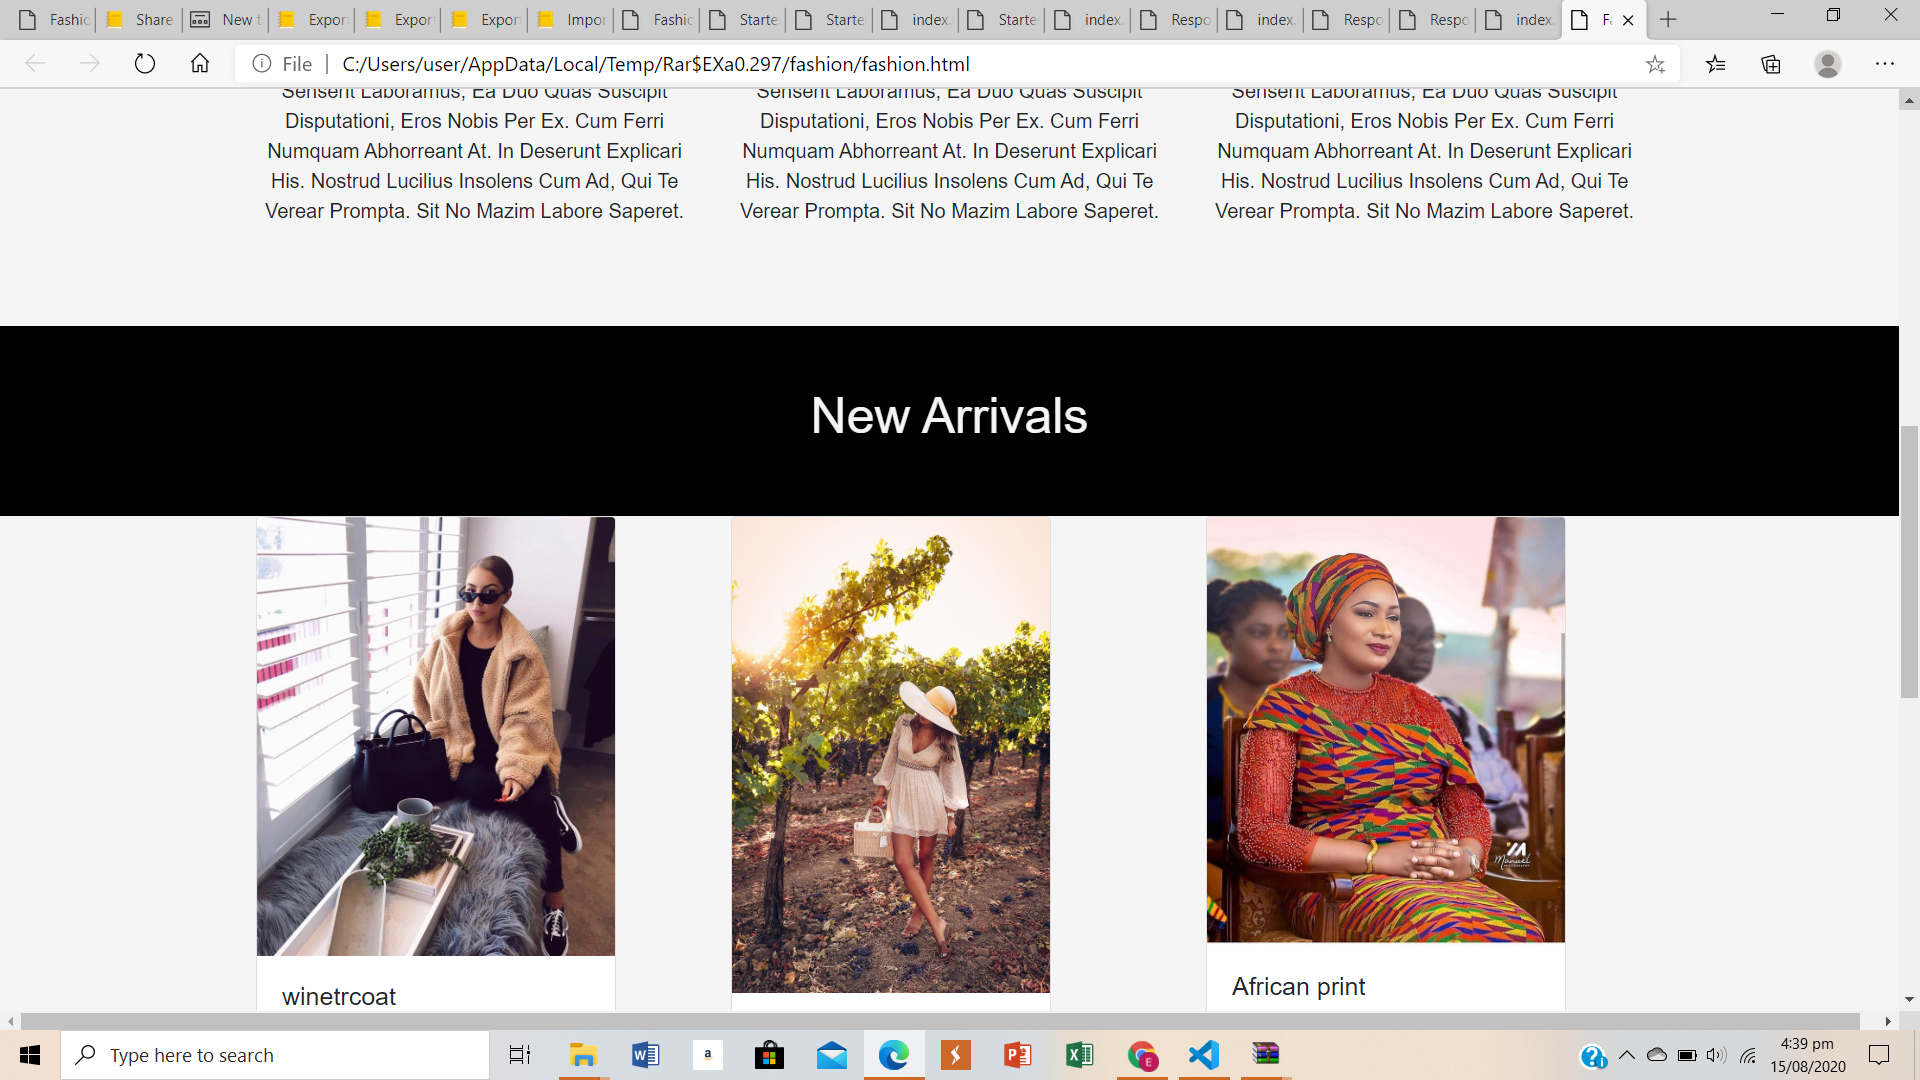 Fashic
Share
New t
Expor
Expor
Expor
Impor
Fashic
Starte
Starte
index.
Starte
index.
Respo
index.
Respo
Respo
index.
Fa
File
C:/Users/user/AppData/Local/Temp/Rar$EXa0.297/fashion/fashion.html
Senserit Laboramus, Ea Duo Quas Suscipit
Disputationi, Eros Nobis Per Ex. Cum Ferri
Numquam Abhorreant At. In Deserunt Explicari
His. Nostrud Lucilius Insolens Cum Ad, Qui Te
Verear Prompta. Sit No Mazim Labore Saperet.
Senserit Laboramus, Ea Duo Quas Suscipit
Disputationi, Eros Nobis Per Ex. Cum Ferri
Numquam Abhorreant At. In Deserunt Explicari
His. Nostrud Lucilius Insolens Cum Ad, Qui Te
Verear Prompta. Sit No Mazim Labore Saperet.
Senserit Laboramus, Ea Duo Quas Suscipit
Disputationi, Eros Nobis Per Ex. Cum Ferri
Numquam Abhorreant At. In Deserunt Explicari
His. Nostrud Lucilius Insolens Cum Ad, Qui Te
Verear Prompta. Sit No Mazim Labore Saperet.
New Arrivals
Manuel
winetrcoat
African print
Type here to search
4:39 pm
15/08/2020